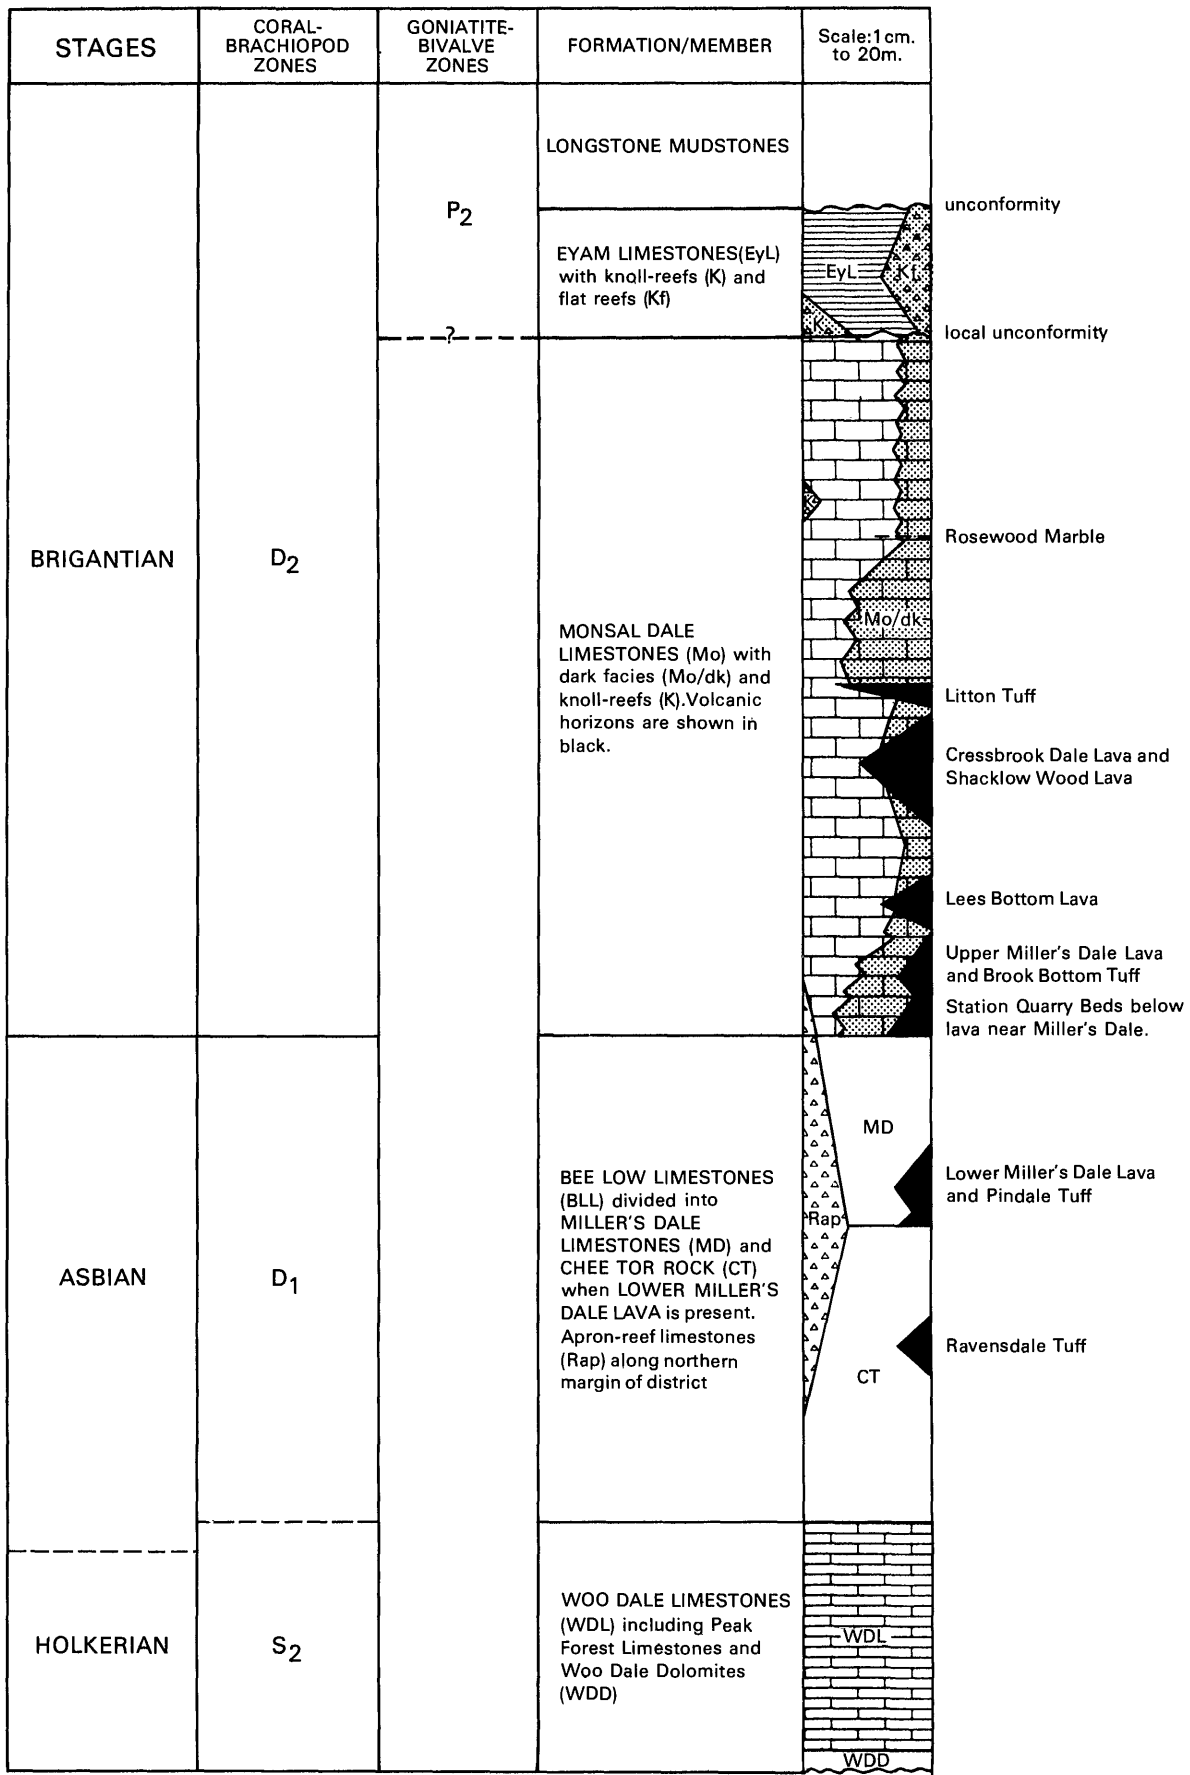 STAGES
CORAL-
BRACHIOPOD
ZONES
GONIATITE-
BIVALVE
ZONES
FORMATION/MEMBER
Scale:1cm.
to 20m.
LONGSTONE MUDSTONES
P2
unconformity
EYAM LIMESTONES(EyL)
with knoll-reefs (K) and
flat reefs (Kf)
EyL
Kf
K
?
local unconformity
K
Rosewood Marble
BRIGANTIAN
D2
MONSAL DALE
LIMESTONES (Mo) with
dark facies (Mo/dk) and
knoll-reefs (K).Volcanic
horizons are shown in
black.
Mo/dk
Litton Tuff
Cressbrook Dale Lava and
Shacklow Wood Lava
Lees Bottom Lava
Upper Miller's Dale Lava
and Brook Bottom Tuff
Station Quarry Beds below
lava near Miller's Dale.
ASBIAN
D1
BEE LOW LIMESTONES
(BLL) divided into
MILLER'S DALE
LIMESTONES (MD) and
CHEE TOR ROCK (CT)
when LOWER MILLER'S
DALE LAVA is present.
Apron-reef limestones
(Rap) along northern
margin of district
MD
Rap
CT
Lower Miller's Dale Lava
and Pindale Tuff
Ravensdale Tuff
HOLKERIAN
S2
WOO DALE LIMESTONES
(WDL) including Peak
Forest Limestones and
Woo Dale Dolomites
(WDD)
WDL
WDD